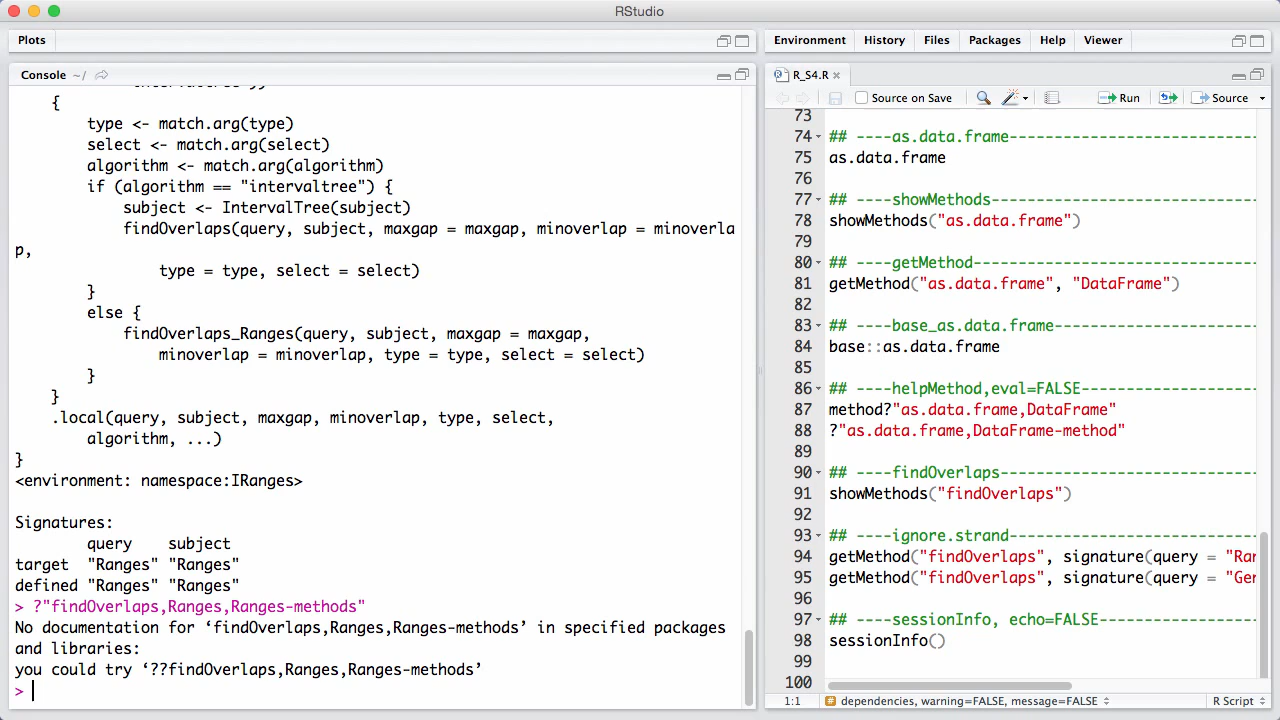 RStudio
Plots
Console ~/
{
type <- match.arg(type)
select <- match.arg(select)
algorithm <- match.arg(algorithm)
if (algorithm == "intervaltree") {
subject <- IntervalTree(subject)
findOverlaps(query, subject, maxgap = maxgap, minoverlap = minoverla
p,
type = type, select = select)
}
else {
findOverlaps_Ranges(query, subject, maxgap = maxgap,
minoverlap = minoverlap, type = type, select = select)
}
}
.local(query, subject, maxgap, minoverlap, type, select,
algorithm, ...)
}
<environment: namespace:IRanges>
Signatures:
query subject
target "Ranges" "Ranges"
defined "Ranges" "Ranges"
> ?"findOverlaps,Ranges,Ranges-methods"
No documentation for ‘findOverlaps,Ranges,Ranges-methods’ in specified packages
and libraries:
you could try ‘??findOverlaps,Ranges,Ranges-methods’
>
Environment History Files Packages Help Viewer
R_S4.R
Source on Save Run Source
73
74 ## ----as.data.frame----------------------------
75 as.data.frame
76
77 ## ----showMethods------------------------------
78 showMethods("as.data.frame")
79
80 ## ----getMethod--------------------------------
81 getMethod("as.data.frame", "DataFrame")
82
83 ## ----base_as.data.frame-----------------------
84 base::as.data.frame
85
86 ## ----helpMethod,eval=FALSE--------------------
87 method?"as.data.frame,DataFrame"
88 ?"as.data.frame,DataFrame-method"
89
90 ## ----findOverlaps-----------------------------
91 showMethods("findOverlaps")
92
93 ## ----ignore.strand----------------------------
94 getMethod("findOverlaps", signature(query = "Ra
95 getMethod("findOverlaps", signature(query = "Ge
96
97 ## ----sessionInfo, echo=FALSE------------------
98 sessionInfo()
99
100
1:1 # dependencies, warning=FALSE, message=FALSE R Script